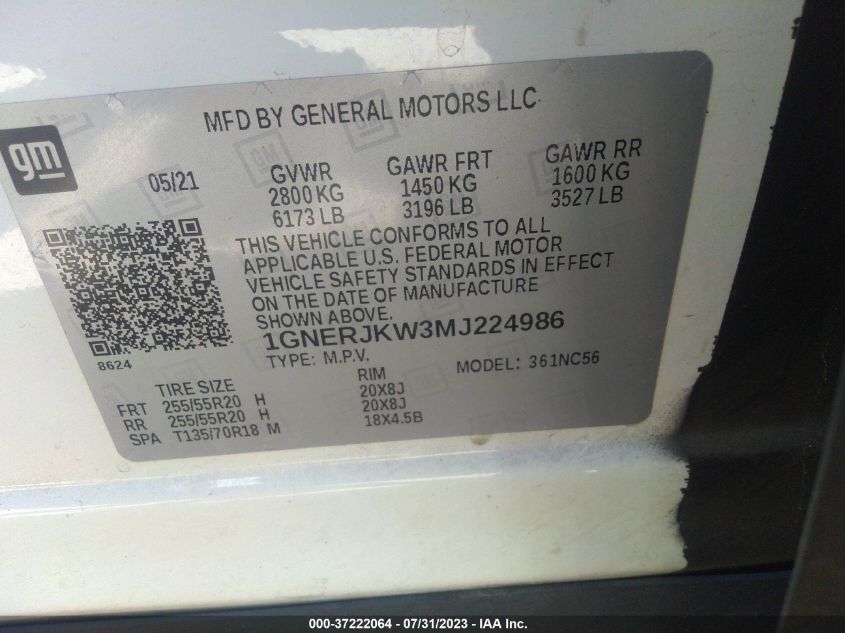 MFD BY GENERAL MOTORS LLC
gm
05/21
GVWR GAWR FRT GAWR RR
2800 KG 1450 KG 1600 KG
6173 LB 3196 LB 3527 LB
THIS VEHICLE CONFORMS TO ALL
APPLICABLE U.S. FEDERAL MOTOR
VEHICLE SAFETY STANDARDS IN EFFECT
ON THE DATE OF MANUFACTURE
SHOWN ABOVE.
1GNERJKW3MJ224986
8624
TYPE: M.P.V. MODEL: 361NC56
TIRE SIZE RIM
FRT 255/55R20 H 20X8J
RR 255/55R20 H 20X8J
SPA T135/70R18 M 18X4.5B
000-37222064 - 07/31/2023 - IAA Inc.